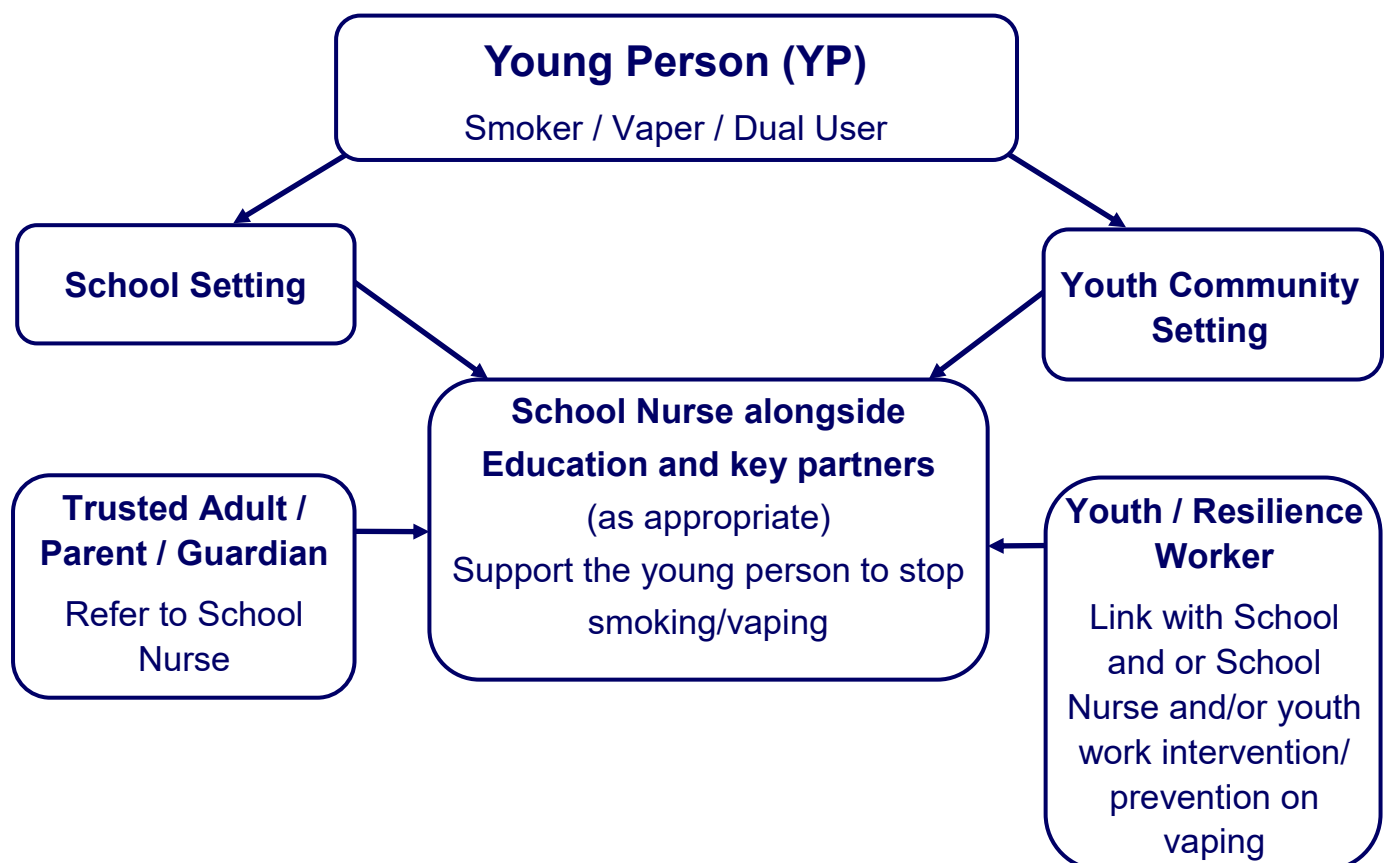 Young Person (YP)
Smoker / Vaper / Dual User
School Setting
Youth Community
Setting
School Nurse alongside
Education and key partners
(as appropriate)
Support the young person to stop
smoking/vaping
Trusted Adult /
Parent / Guardian
Refer to School
Nurse
Youth / Resilience
Worker
Link with School
and or School
Nurse and/or youth
work intervention/
prevention on
vaping